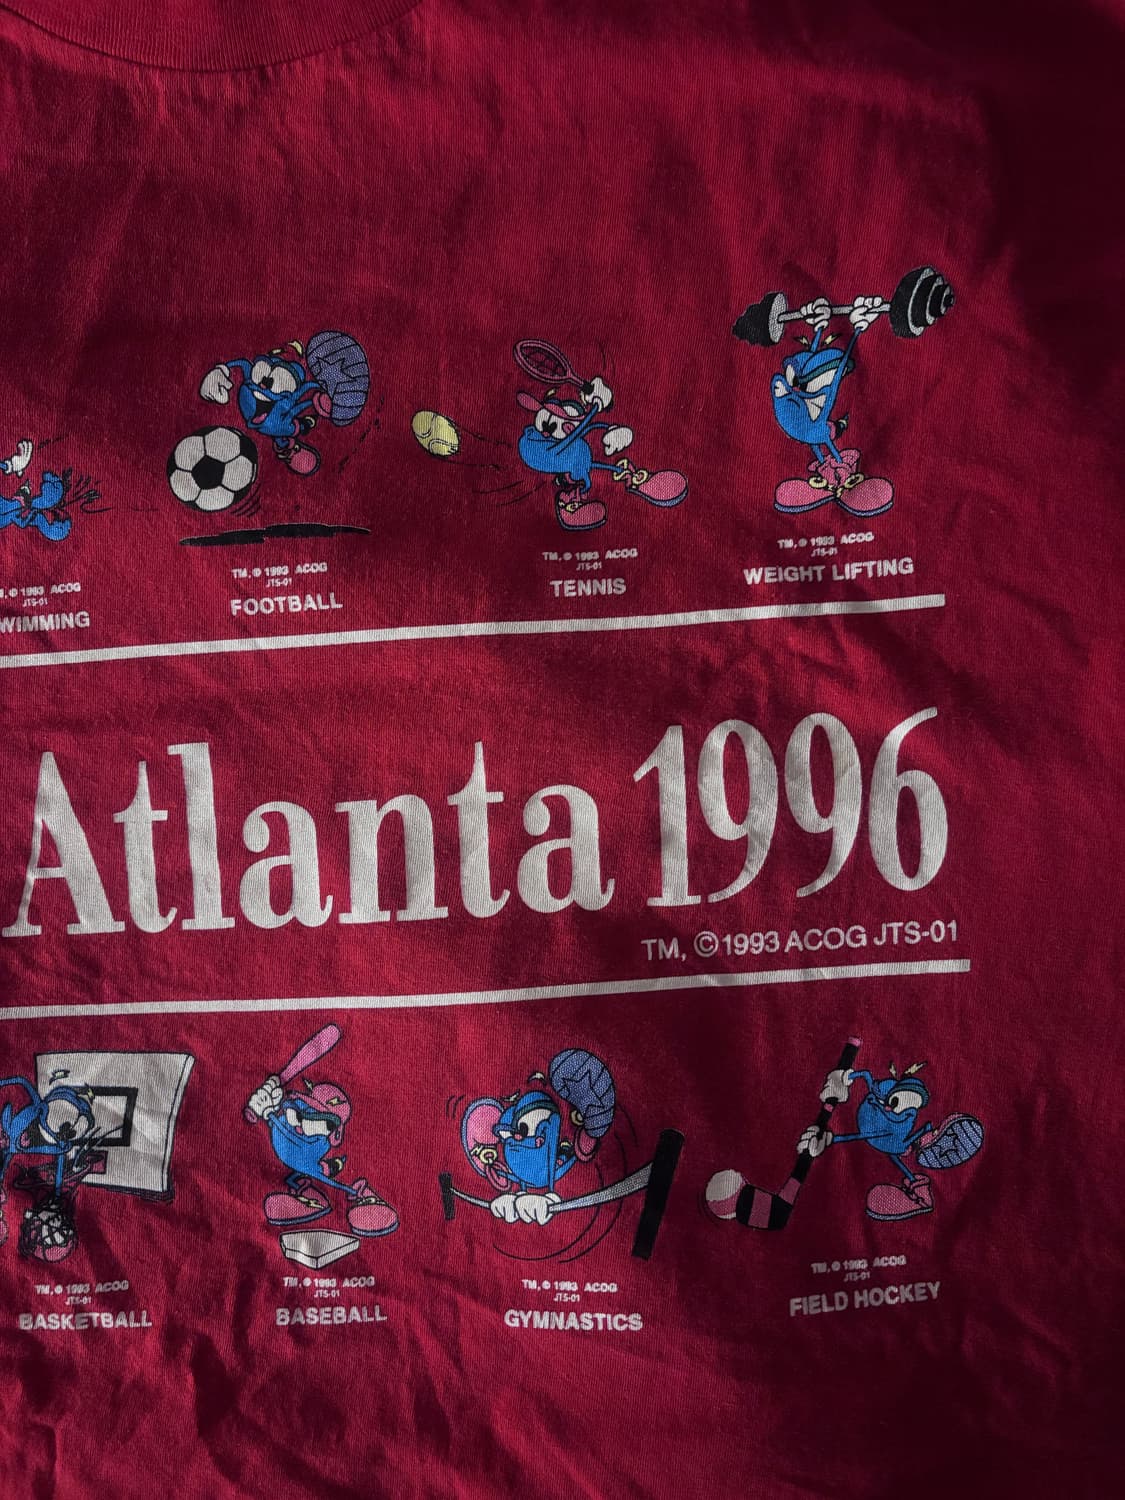 TM, © 1993 ACOG
JTS-01
FOOTBALL
TM, © 1993 ACOG
JTS-01
TENNIS
TM, © 1993 ACOG
JTS-01
WEIGHT LIFTING
, © 1993 ACOG
JTS-01
WIMMING
Atlanta 1996
TM, © 1993 ACOG JTS-01
TM, © 1993 ACOG
JTS-01
BASKETBALL
TM, © 1993 ACOG
JTS-01
BASEBALL
TM, © 1993 ACOG
JTS-01
GYMNASTICS
TM, © 1993 ACOG
JTS-01
FIELD HOCKEY